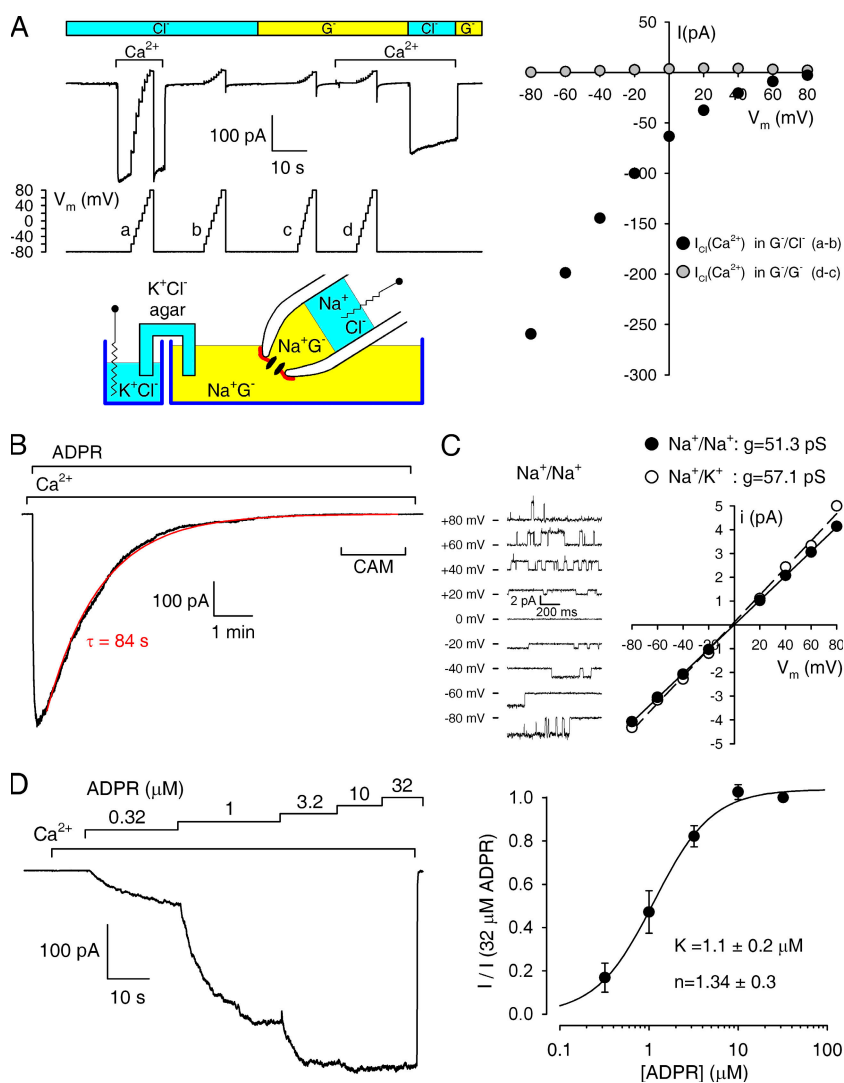 A
Cl⁻ G⁻ Cl⁻ G⁻
Ca²⁺ Ca²⁺
100 pA
10 s
80
40
0
-40
-80
Vₘ (mV)
a b c d
K⁺Cl⁻
agar
Na⁺
Cl⁻
Na⁺G⁻
K⁺Cl⁻
Na⁺G⁻
I(pA)
50
0
-80 -60 -40 -20 20 40 60 80
Vₘ (mV)
-50
-100
-150
-200
-250
-300
I_Cl(Ca²⁺) in G⁻/Cl⁻ (a-b)
I_Cl(Ca²⁺) in G⁻/G⁻ (d-c)
B
ADPR
Ca²⁺
CAM
100 pA
1 min
τ = 84 s
C
Na⁺/Na⁺
+80 mV
+60 mV
+40 mV
+20 mV
2 pA
200 ms
0 mV
-20 mV
-40 mV
-60 mV
-80 mV
Na⁺/Na⁺: g=51.3 pS
Na⁺/K⁺ : g=57.1 pS
i (pA)
5
4
3
2
1
-80 -60 -40 -20 0 20 40 60 80
Vₘ (mV)
-1
-2
-3
-4
-5
D
ADPR (μM)
0.32 1 3.2 10 32
Ca²⁺
100 pA
10 s
I / I (32 μM ADPR)
1.0
0.8
0.6
0.4
0.2
0.0
K =1.1 ± 0.2 μM
n=1.34 ± 0.3
0.1 1 10 100
[ADPR] (μM)